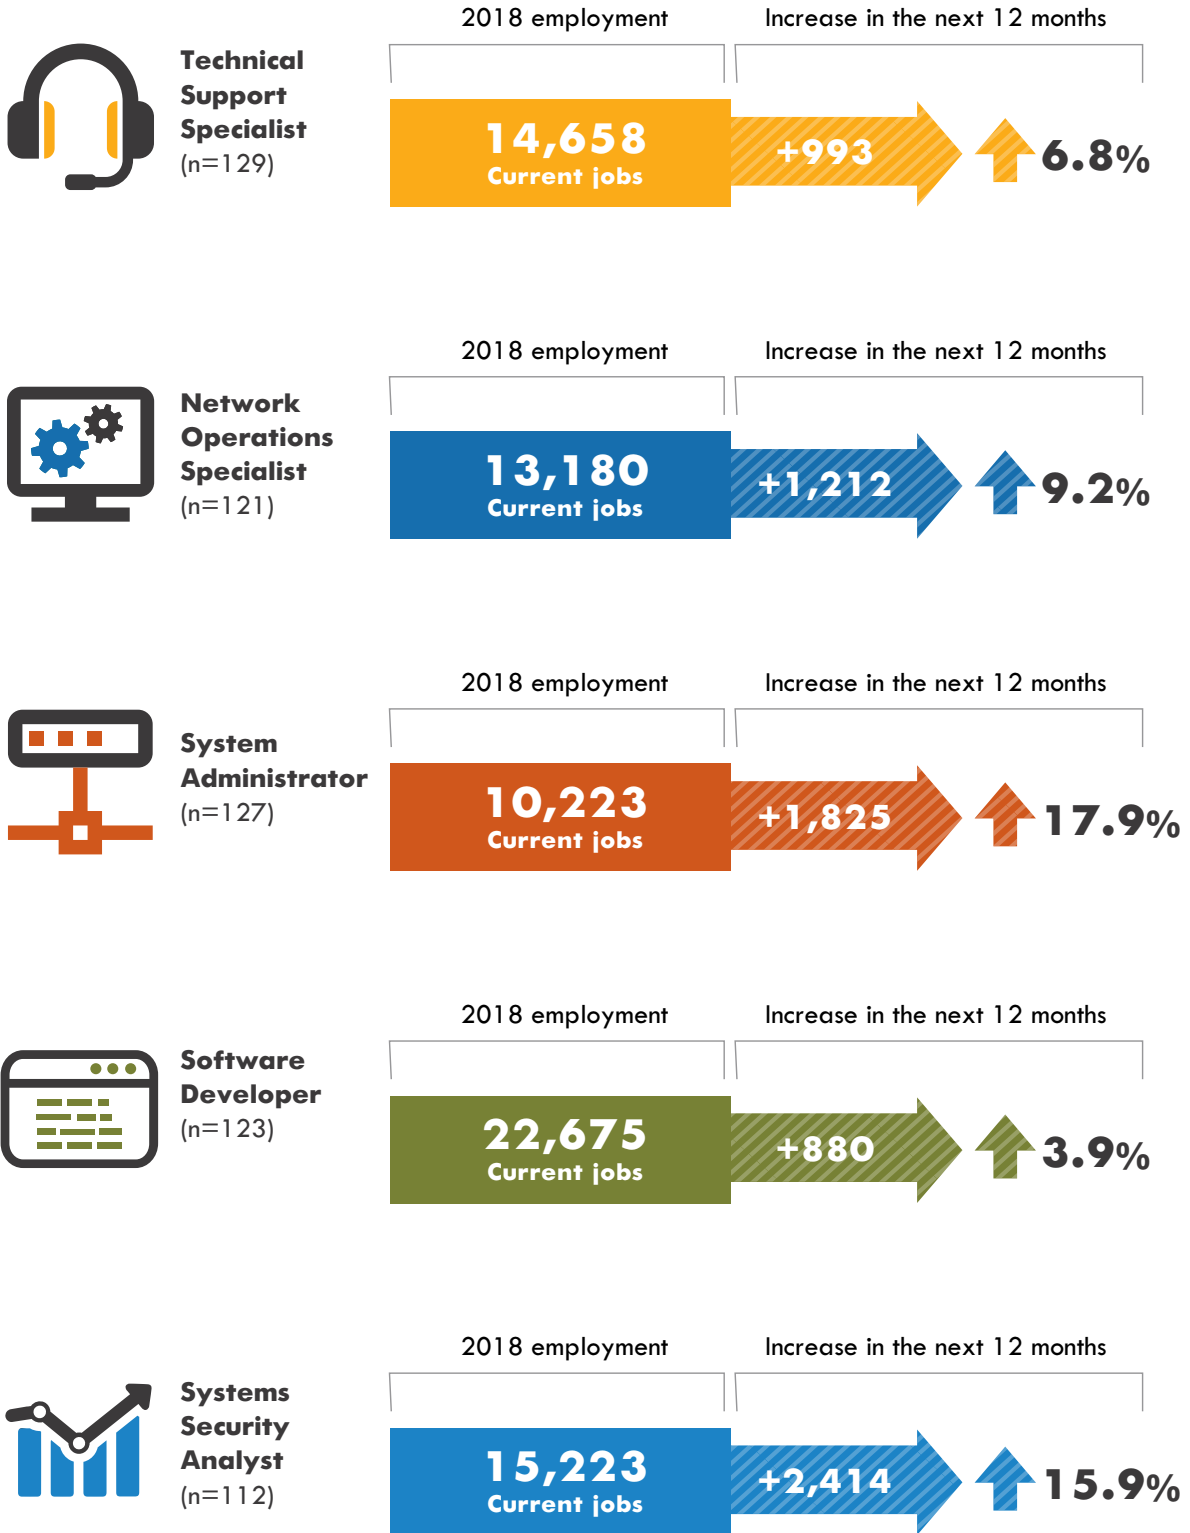 2018 employment
Increase in the next 12 months
Technical
Support
Specialist
(n=129)
14,658
Current jobs
+993
6.8%
2018 employment
Increase in the next 12 months
Network
Operations
Specialist
(n=121)
13,180
Current jobs
+1,212
9.2%
2018 employment
Increase in the next 12 months
System
Administrator
(n=127)
10,223
Current jobs
+1,825
17.9%
2018 employment
Increase in the next 12 months
Software
Developer
(n=123)
22,675
Current jobs
+880
3.9%
2018 employment
Increase in the next 12 months
Systems
Security
Analyst
(n=112)
15,223
Current jobs
+2,414
15.9%